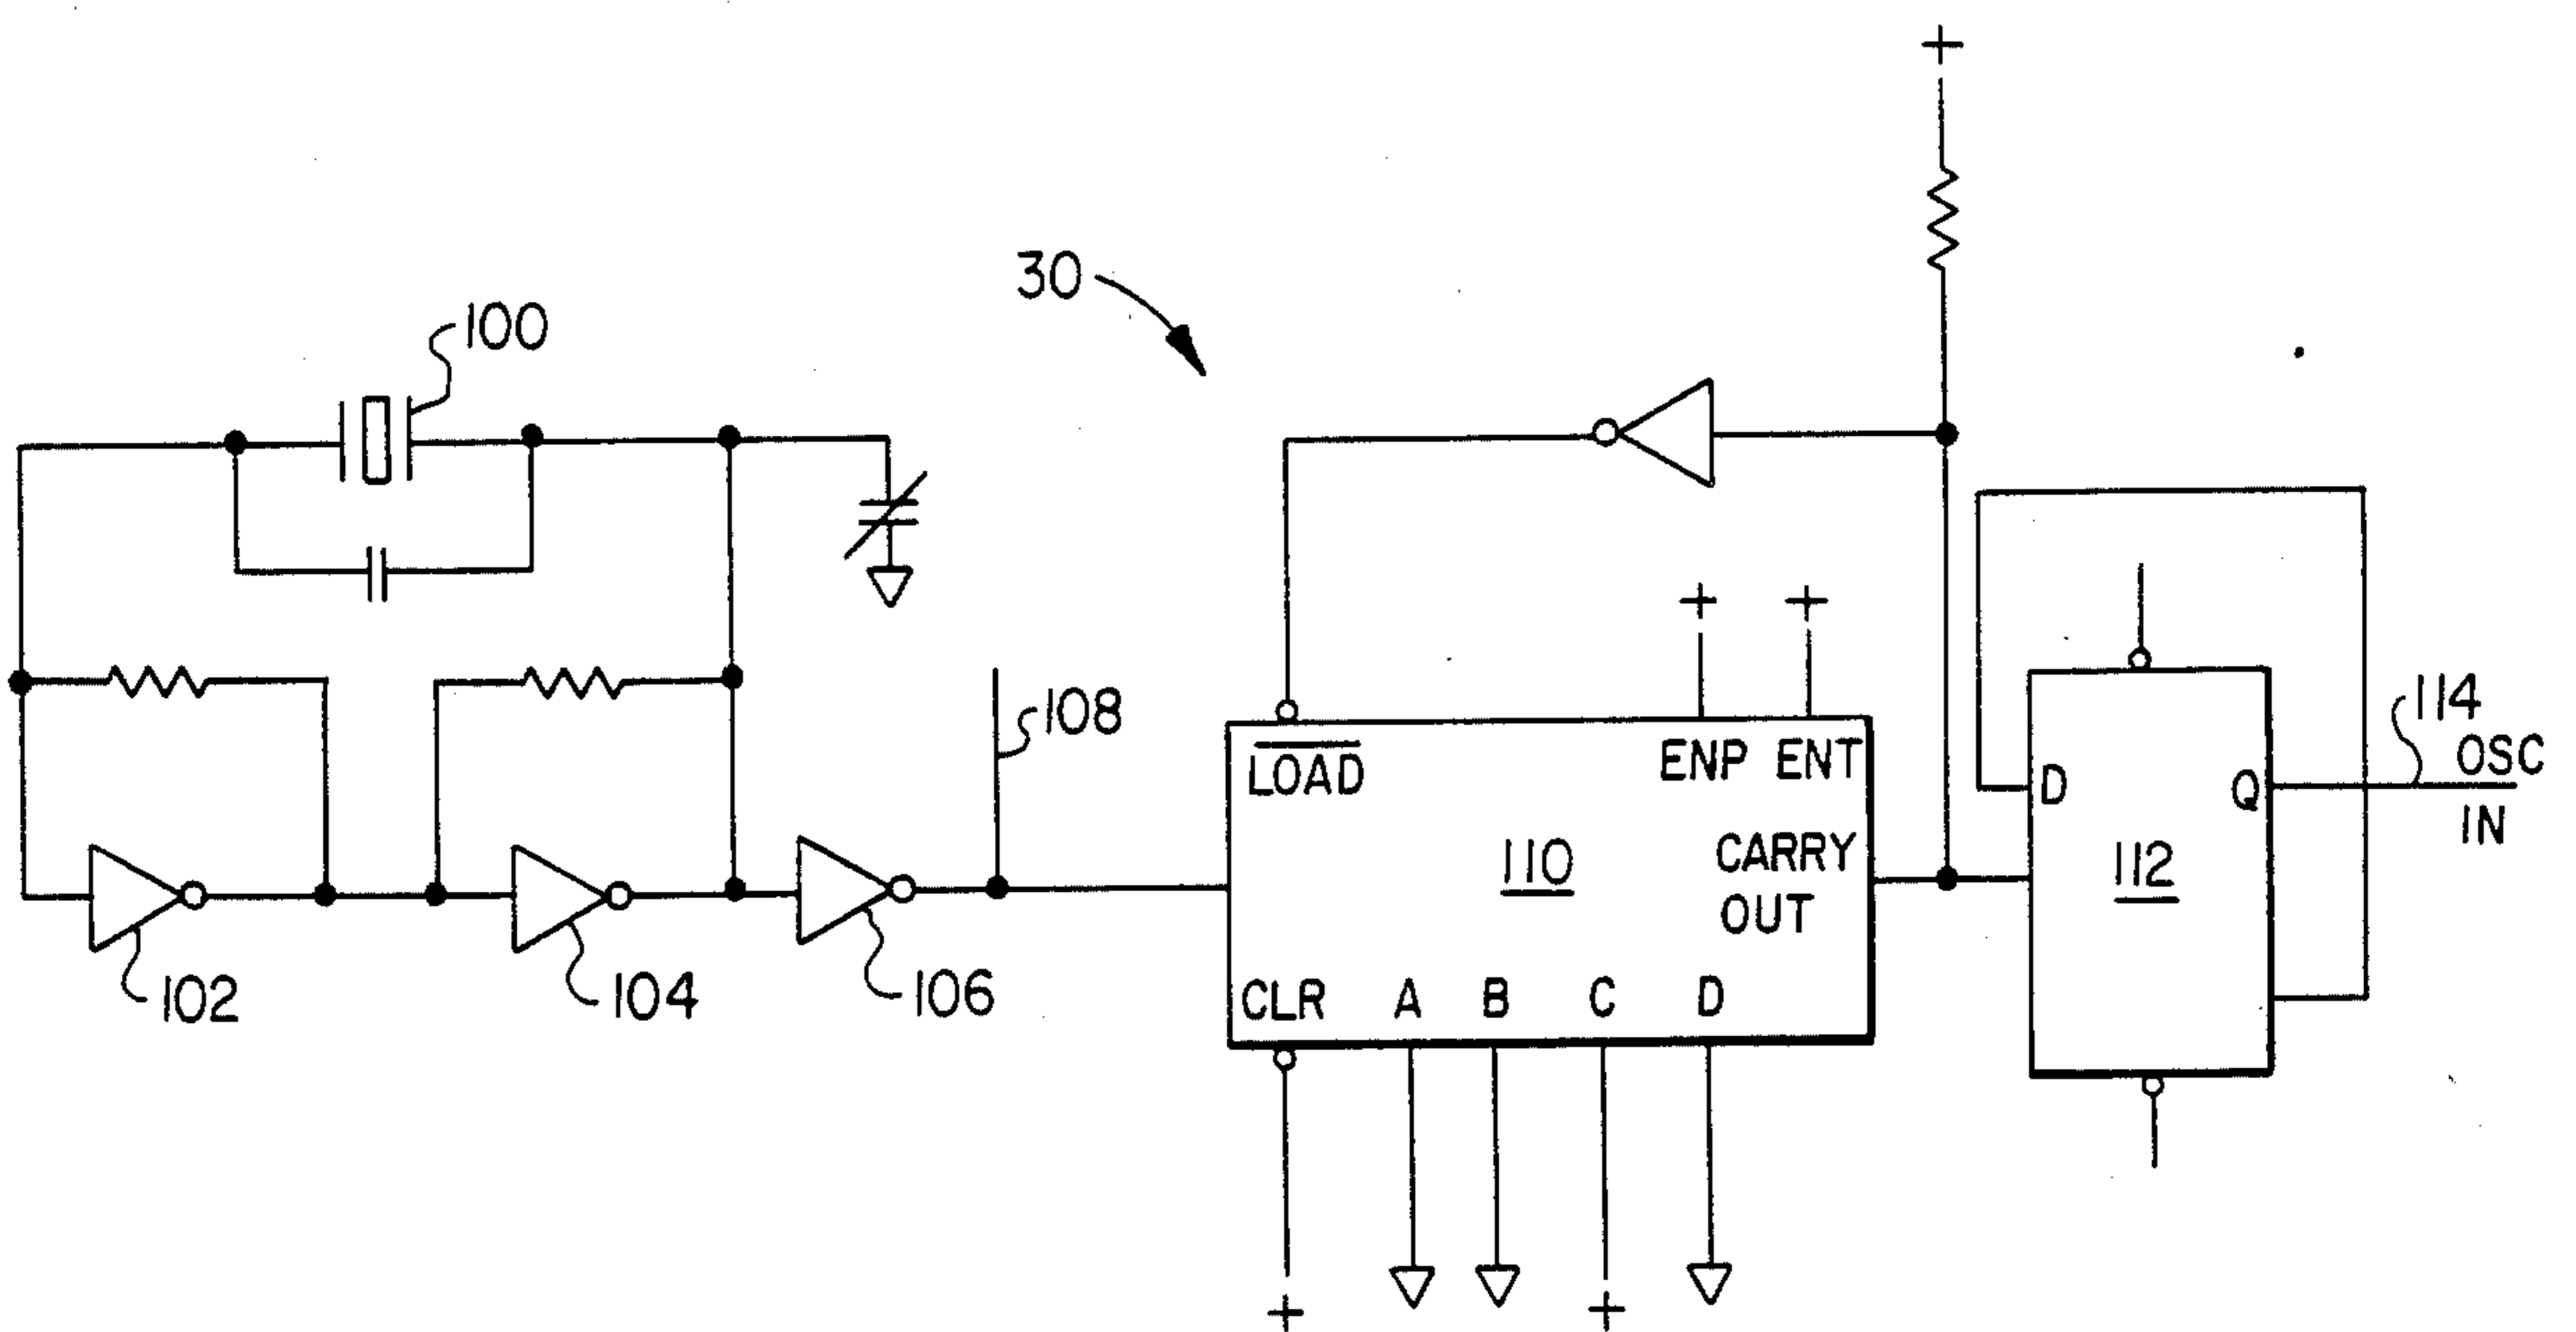 30
100
108
114
OSC
IN
LOAD
ENP ENT
D
Q
110
CARRY
OUT
112
102
104
106
CLR A B C D
+
+
+
+
+